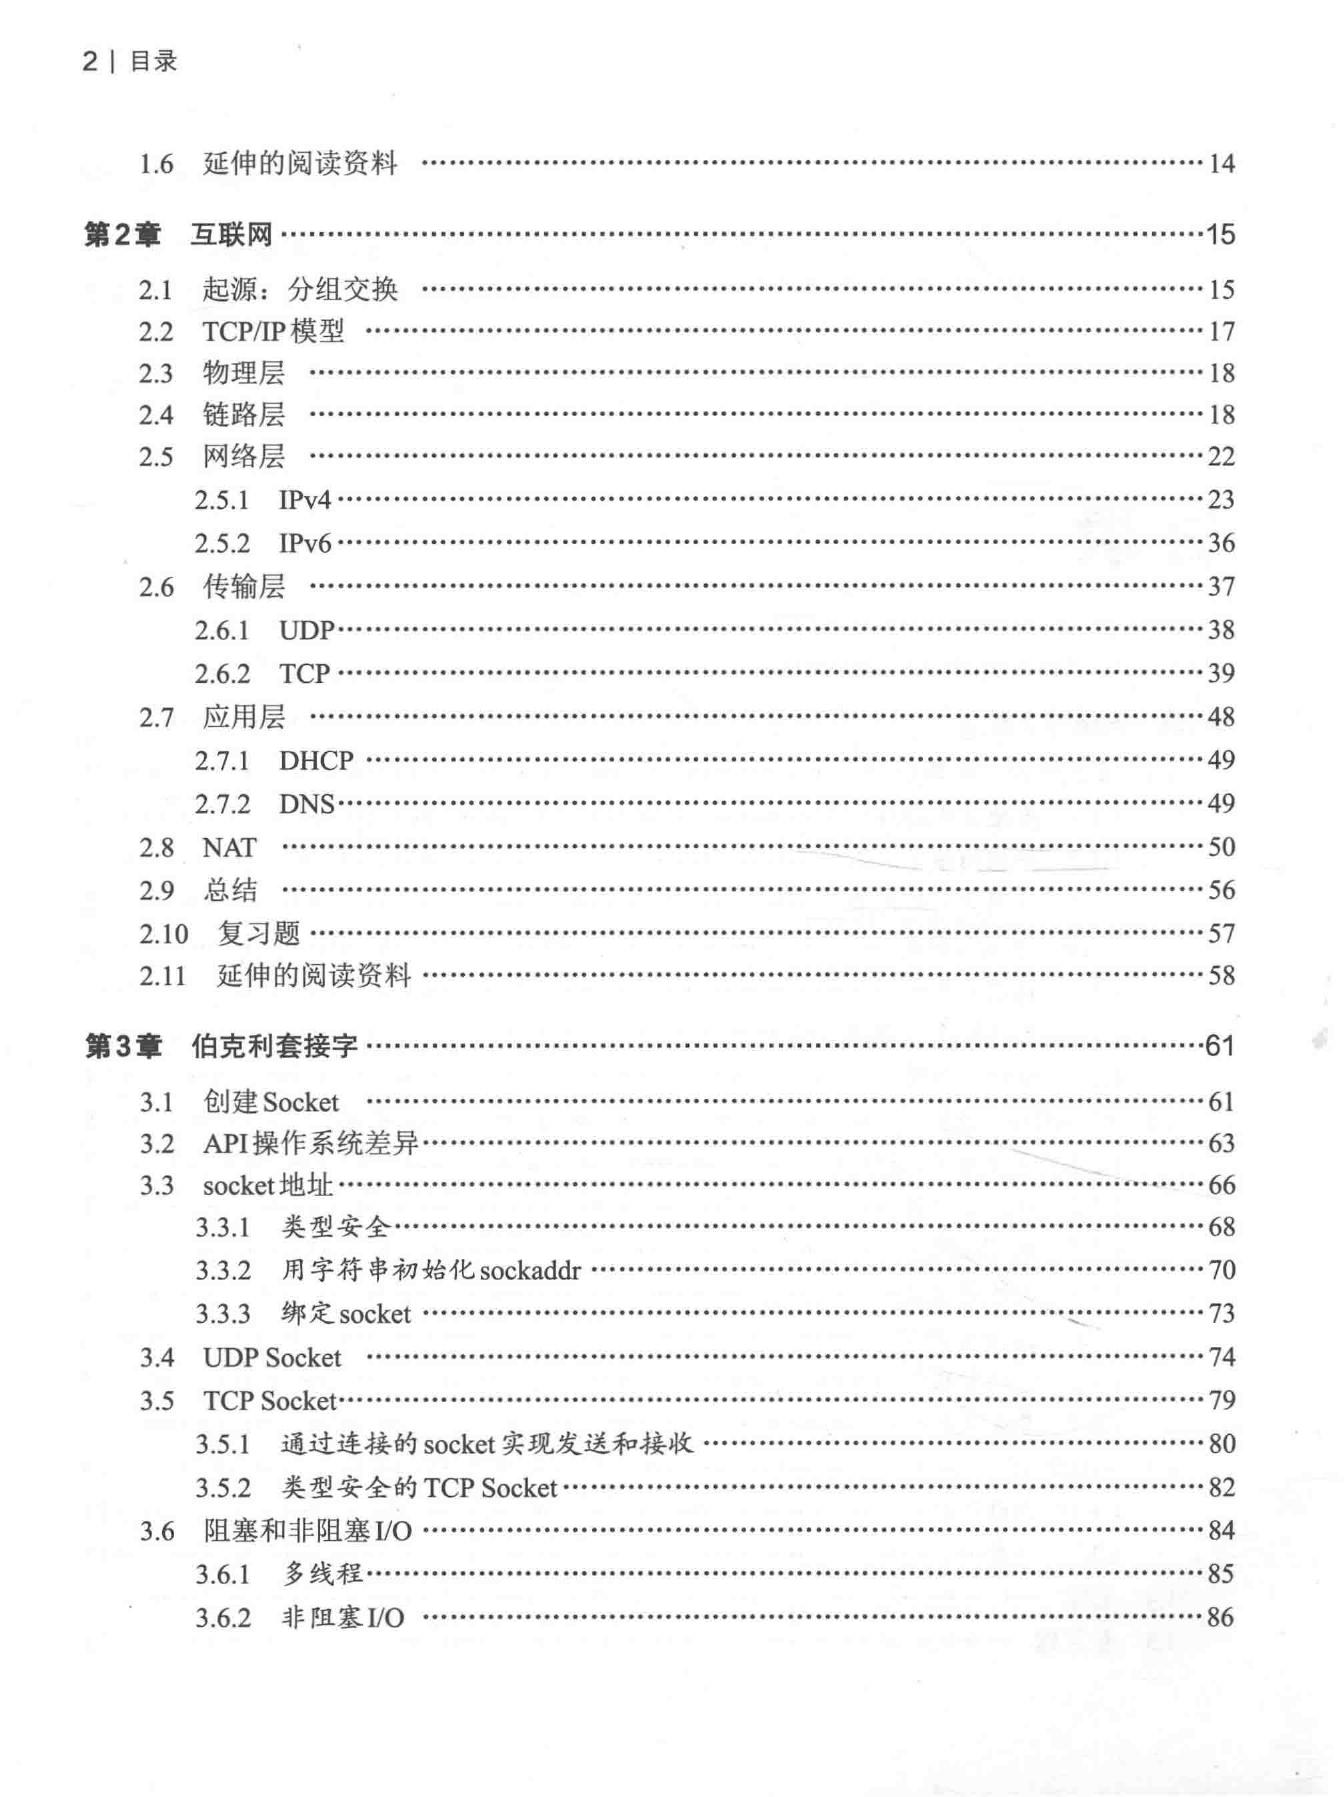 2 | 目录
1.6 延伸的阅读资料 ………………………… 14
第2章 互联网 ………………………… 15
2.1 起源：分组交换 ………………………… 15
2.2 TCP/IP模型 ………………………… 17
2.3 物理层 ………………………… 18
2.4 链路层 ………………………… 18
2.5 网络层 ………………………… 22
2.5.1 IPv4 ………………………… 23
2.5.2 IPv6 ………………………… 36
2.6 传输层 ………………………… 37
2.6.1 UDP ………………………… 38
2.6.2 TCP ………………………… 39
2.7 应用层 ………………………… 48
2.7.1 DHCP ………………………… 49
2.7.2 DNS ………………………… 49
2.8 NAT ………………………… 50
2.9 总结 ………………………… 56
2.10 复习题 ………………………… 57
2.11 延伸的阅读资料 ………………………… 58
第3章 伯克利套接字 ………………………… 61
3.1 创建Socket ………………………… 61
3.2 API操作系统差异 ………………………… 63
3.3 socket地址 ………………………… 66
3.3.1 类型安全 ………………………… 68
3.3.2 用字符串初始化sockaddr ………………………… 70
3.3.3 绑定socket ………………………… 73
3.4 UDP Socket ………………………… 74
3.5 TCP Socket ………………………… 79
3.5.1 通过连接的socket实现发送和接收 ………………………… 80
3.5.2 类型安全的TCP Socket ………………………… 82
3.6 阻塞和非阻塞I/O ………………………… 84
3.6.1 多线程 ………………………… 85
3.6.2 非阻塞I/O ………………………… 86